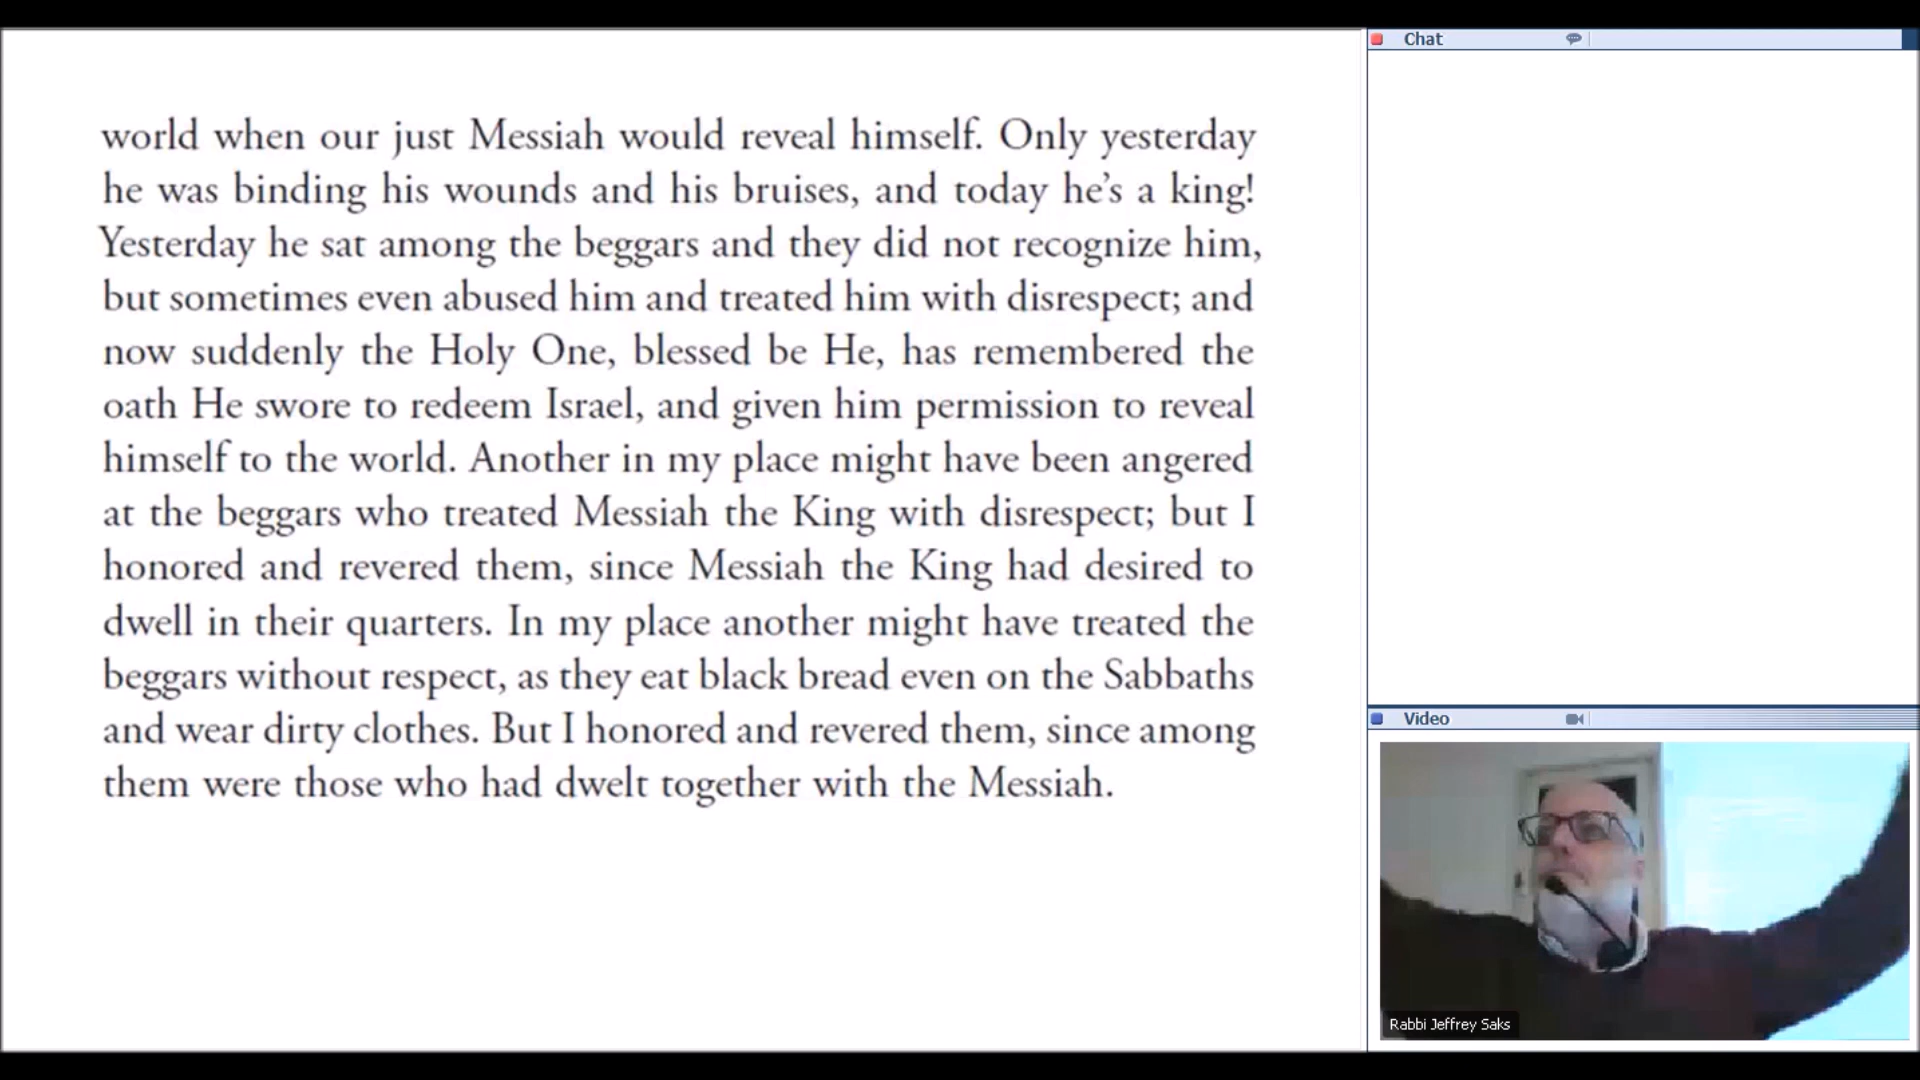 world when our just Messiah would reveal himself. Only yesterday
he was binding his wounds and his bruises, and today he's a king!
Yesterday he sat among the beggars and they did not recognize him,
but sometimes even abused him and treated him with disrespect; and
now suddenly the Holy One, blessed be He, has remembered the
oath He swore to redeem Israel, and given him permission to reveal
himself to the world. Another in my place might have been angered
at the beggars who treated Messiah the King with disrespect; but I
honored and revered them, since Messiah the King had desired to
dwell in their quarters. In my place another might have treated the
beggars without respect, as they eat black bread even on the Sabbaths
and wear dirty clothes. But I honored and revered them, since among
them were those who had dwelt together with the Messiah.
Chat
Video
Rabbi Jeffrey Saks